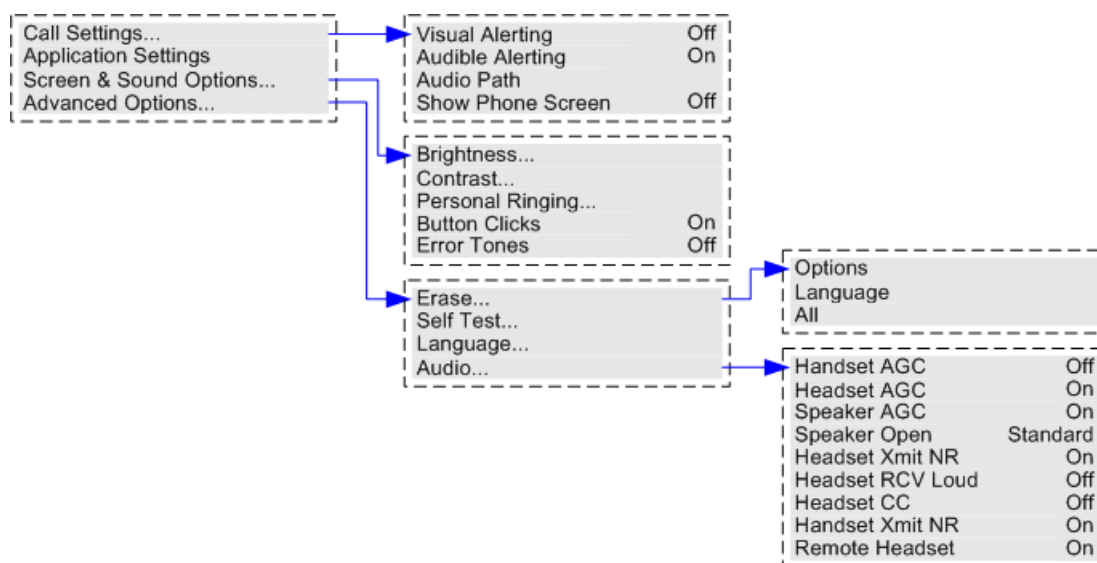 Call Settings...
Application Settings
Screen & Sound Options...
Advanced Options...
Visual Alerting Off
Audible Alerting On
Audio Path
Show Phone Screen Off
Brightness...
Contrast...
Personal Ringing...
Button Clicks On
Error Tones Off
Erase...
Self Test...
Language...
Audio...
Options
Language
All
Handset AGC Off
Headset AGC On
Speaker AGC On
Speaker Open Standard
Headset Xmit NR On
Headset RCV Loud Off
Headset CC Off
Handset Xmit NR On
Remote Headset On